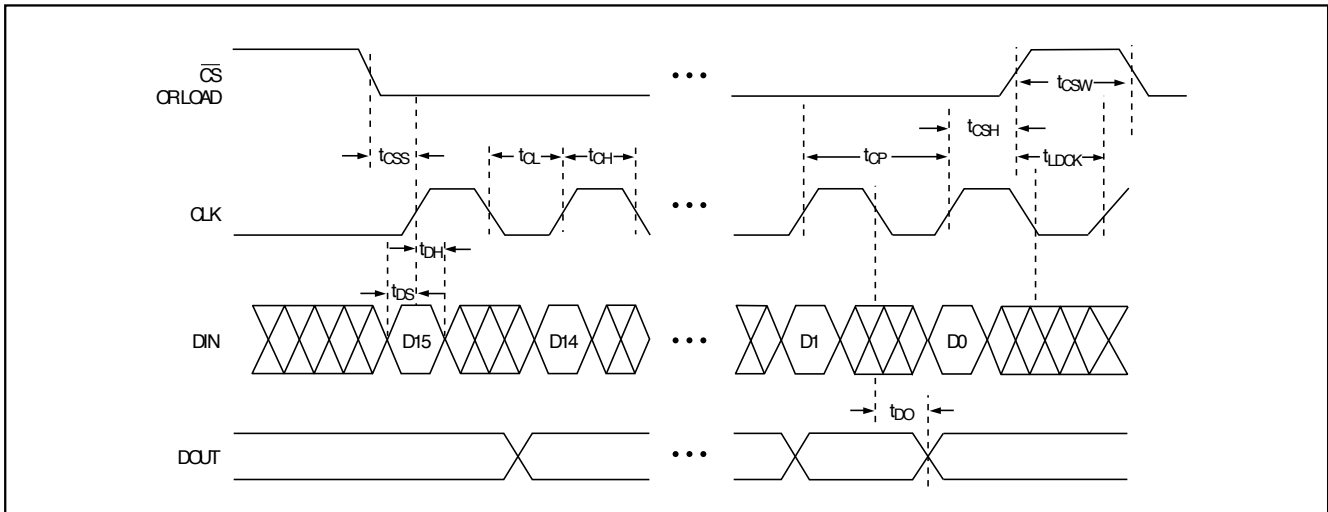 CS
OR LOAD
tCSW
tCSH
tCSS
tCL
tCH
tCP
tLDCK
CLK
tDH
tDS
DIN
D15
D14
D1
D0
tDO
DOUT